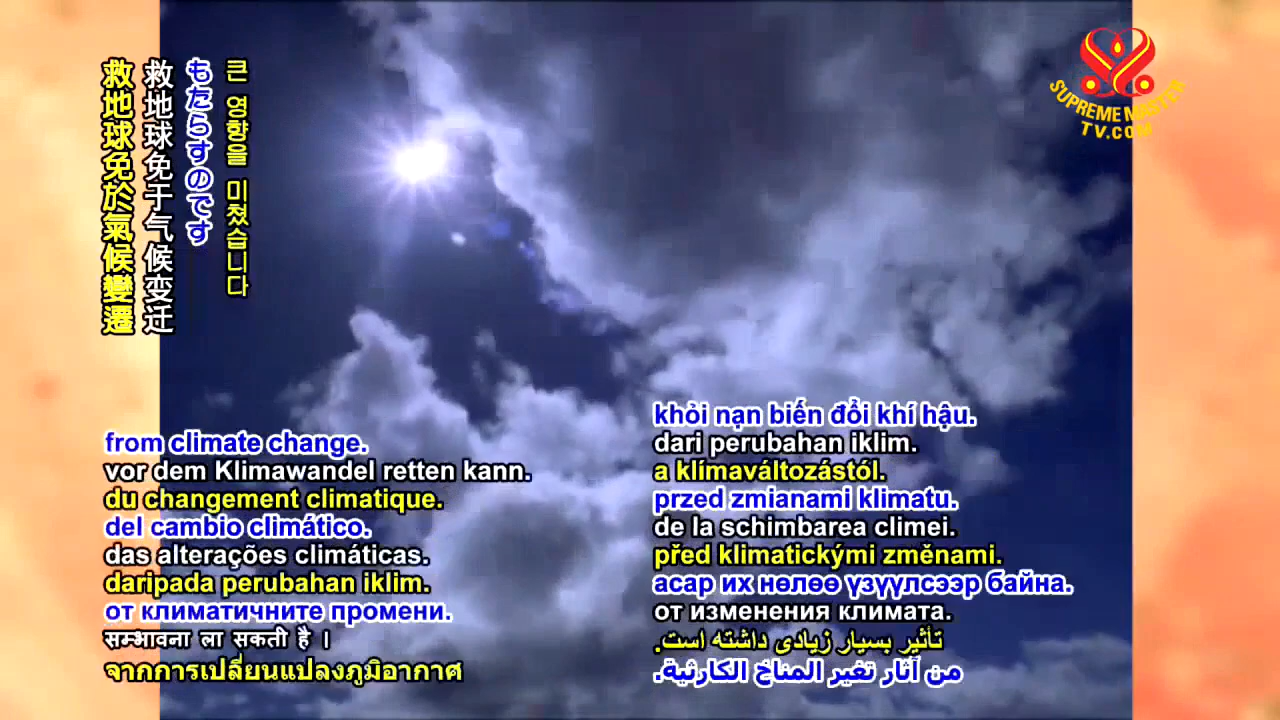 救地球免於氣候變遷
救地球免于气候变迁
もたらすのです
큰 영향을 미쳤습니다
SUPREME MASTER
TV.COM
from climate change.
vor dem Klimawandel retten kann.
du changement climatique.
del cambio climático.
das alterações climáticas.
daripada perubahan iklim.
от климатичните промени.
सम्भावना ला सकती है ।
จากการเปลี่ยนแปลงภูมิอากาศ
khỏi nạn biến đổi khí hậu.
dari perubahan iklim.
a klímaváltozástól.
przed zmianami klimatu.
de la schimbarea climei.
před klimatickými změnami.
асар их нөлөө үзүүлсээр байна.
от изменения климата.
تأثیر بسیار زیادی داشته است.
من آثار تغير المناخ الكارثية.